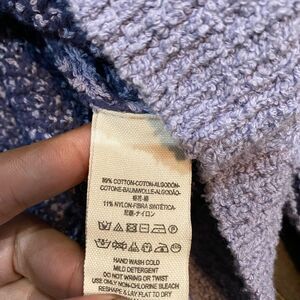 89% COTTON-COTON-ALGODÓN-
COTONE-BAUMWOLLE-ALGODÃO-
棉花-綿
11% NYLON-FIBRA SINTÉTICA-
尼龍-ナイロン
HAND WASH COLD
MILD DETERGENT
DO NOT WRING OR TWIST
USE ONLY NON-CHLORINE BLEACH
RESHAPE & LAY FLAT TO DRY